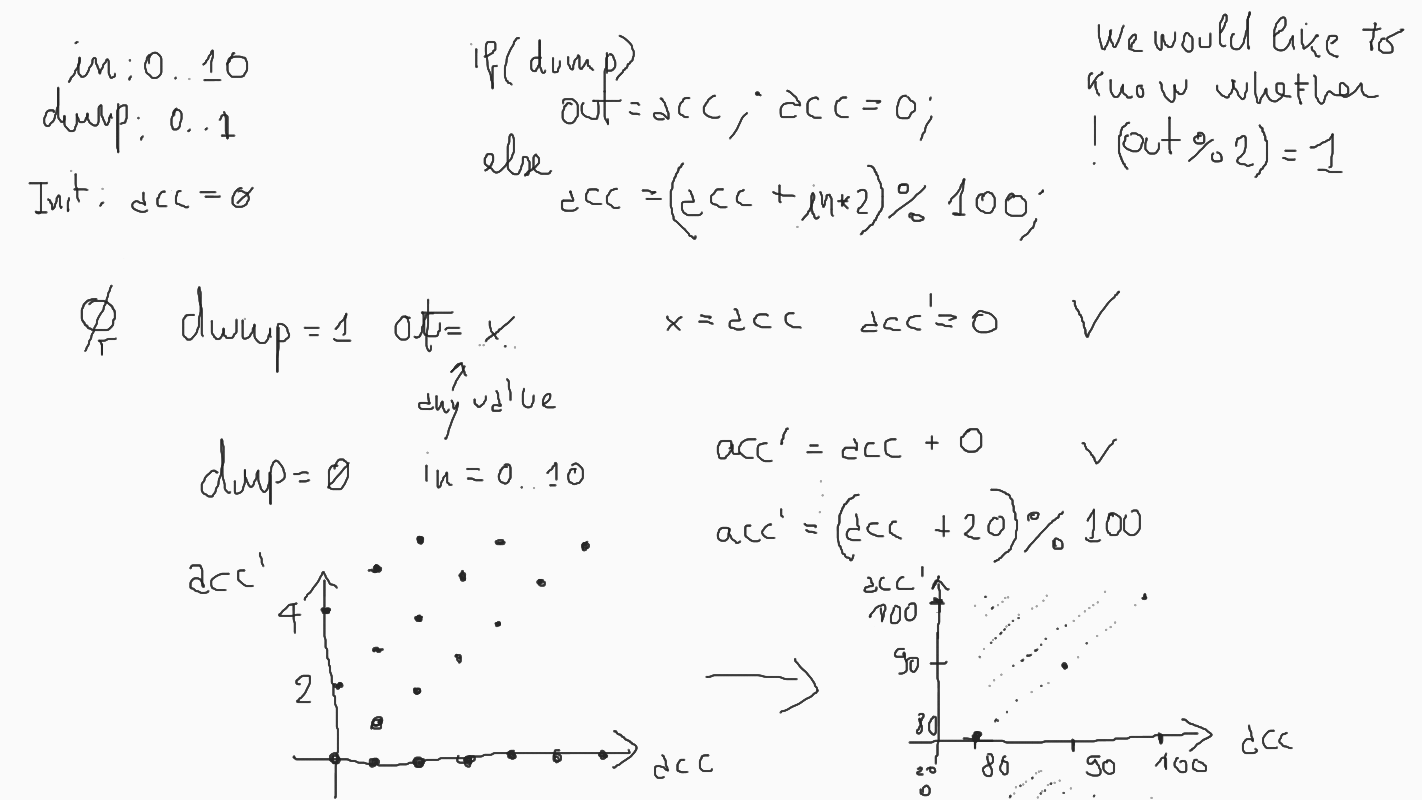 in: 0..10
dump: 0..1
Init: acc = 0
if(dump)
out = acc; acc = 0;
else
acc = (acc + in*2) % 100;
We would like to
know whether
!(out % 2) = 1
dump = 1 out = x x = acc acc' = 0 ✓
any value
dump = 0 in = 0..10 acc' = acc + 0 ✓
acc' = (acc + 20) % 100
acc'
4
2
acc
acc'
100
90
80
20
0
80 90 100
acc